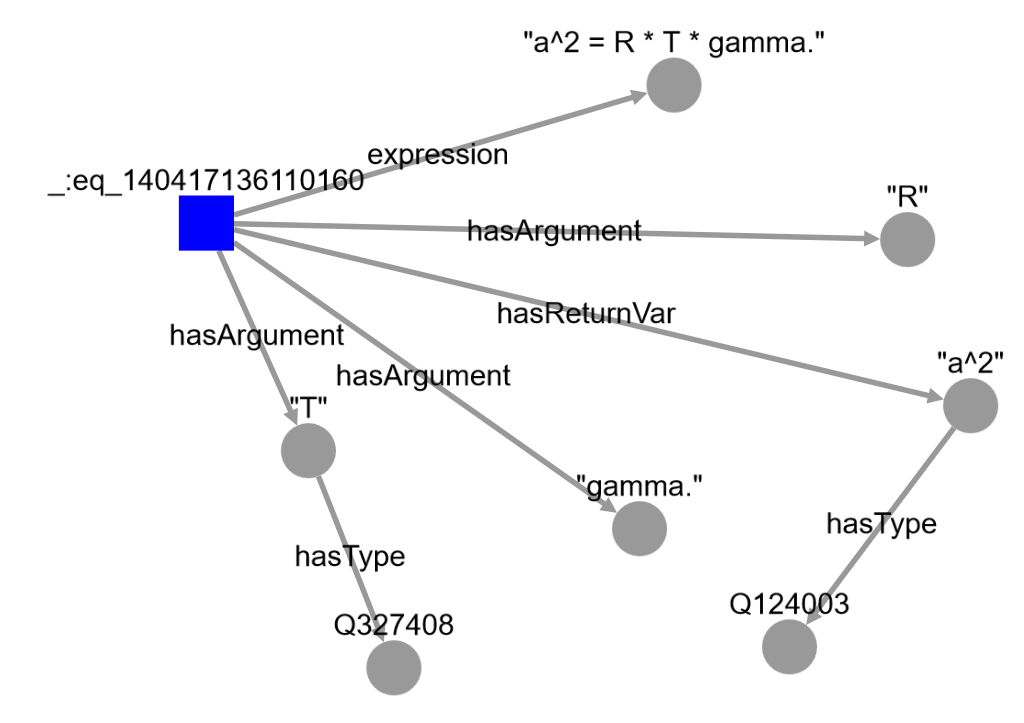 "a^2 = R * T * gamma."
expression
_:eq_140417136110160
"R"
hasArgument
hasReturnVar
hasArgument
"a^2"
hasArgument
"T"
"gamma."
hasType
hasType
Q124003
Q327408